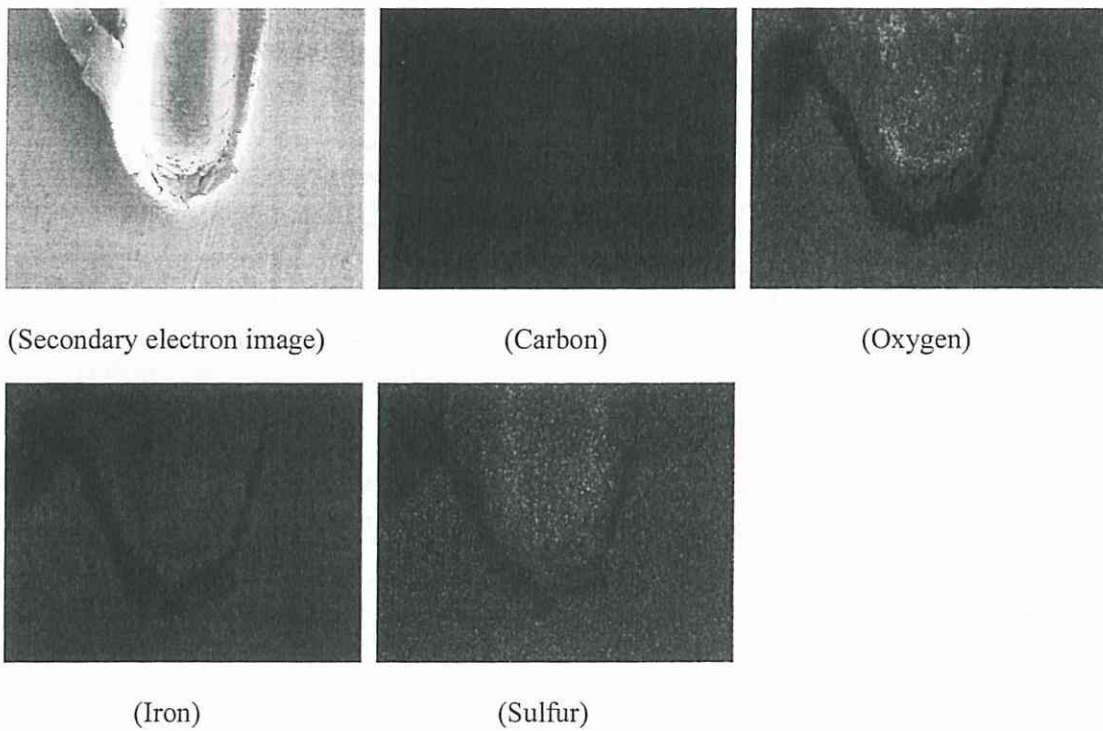 (Secondary electron image)
(Carbon)
(Oxygen)
(Iron)
(Sulfur)